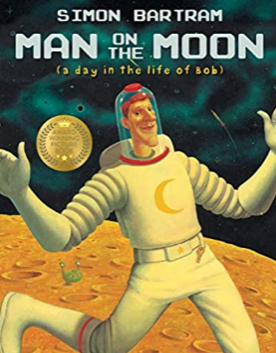 SIMON BARTRAM
MAN ON THE MOON
(a day in the life of Bob)